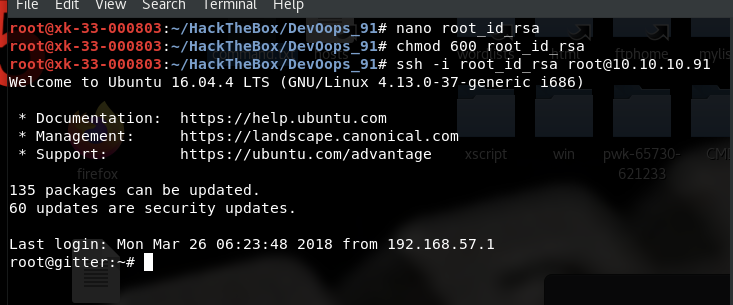 File Edit View Search Terminal Help
root@xk-33-000803:~/HackTheBox/DevOops_91# nano root_id_rsa
root@xk-33-000803:~/HackTheBox/DevOops_91# chmod 600 root_id_rsa
root@xk-33-000803:~/HackTheBox/DevOops_91# ssh -i root_id_rsa root@10.10.10.91
Welcome to Ubuntu 16.04.4 LTS (GNU/Linux 4.13.0-37-generic i686)
* Documentation:  https://help.ubuntu.com
* Management:     https://landscape.canonical.com
* Support:        https://ubuntu.com/advantage
xscript win pwk-65730-
621233
firefox
135 packages can be updated.
60 updates are security updates.
Last login: Mon Mar 26 06:23:48 2018 from 192.168.57.1
root@gitter:~#